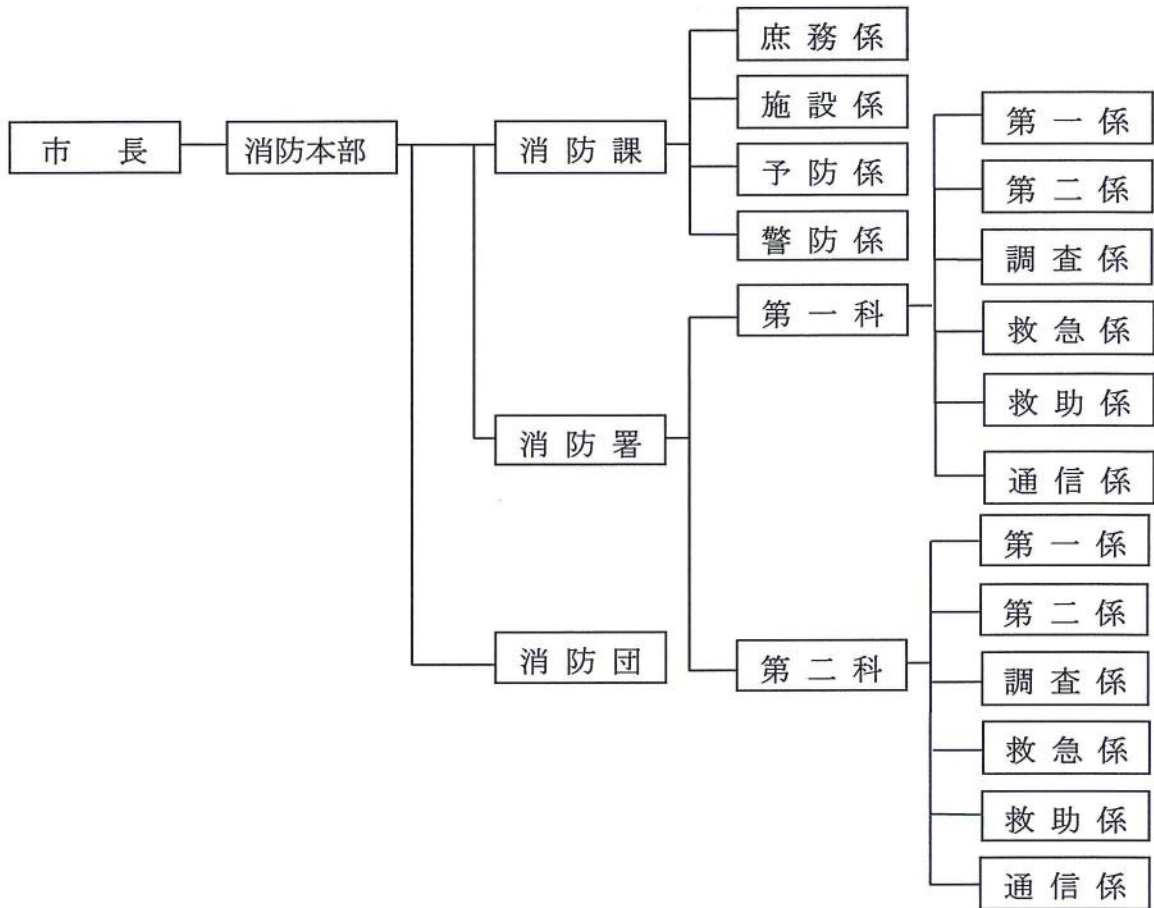 市長
消防本部
消防課
庶務係
施設係
予防係
警防係
消防署
第一科
第一係
第二係
調査係
救急係
救助係
通信係
第二科
第一係
第二係
調査係
救急係
救助係
通信係
消防団